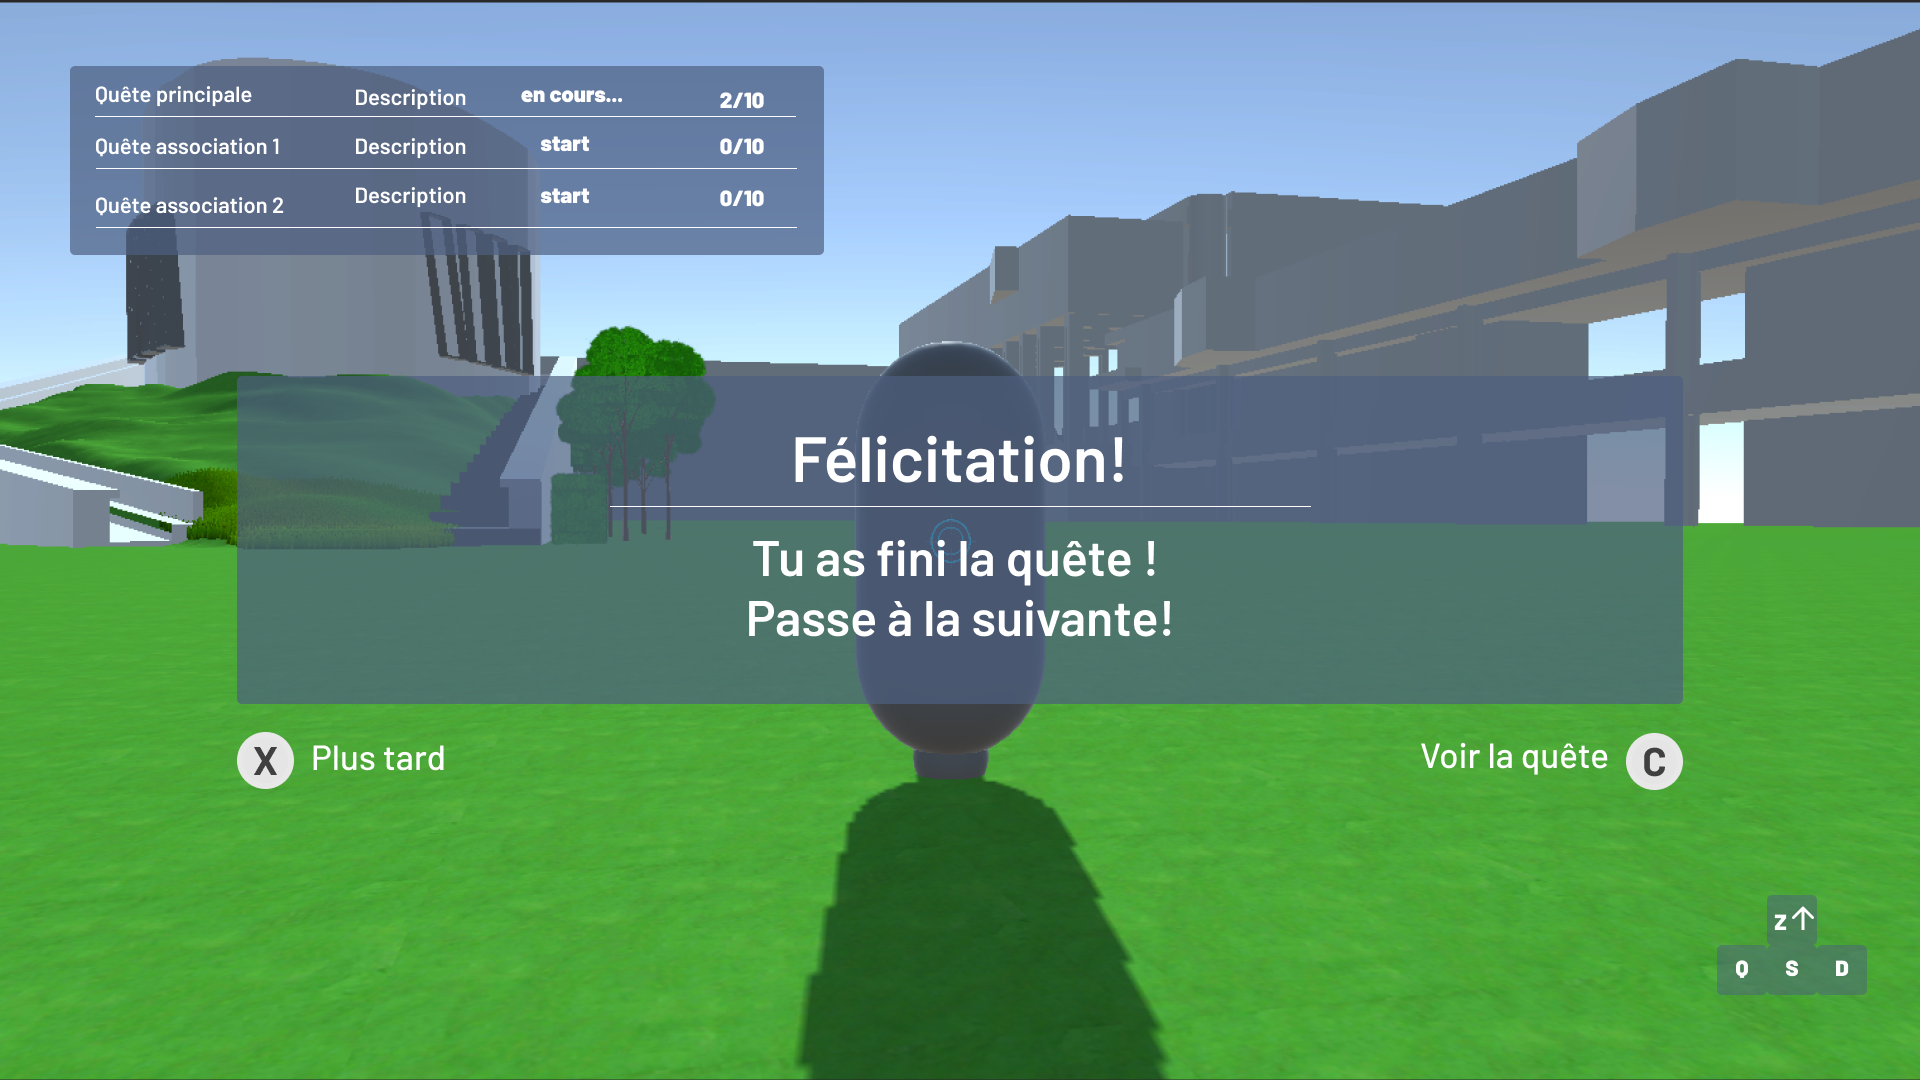 Quête principale Description en cours... 2/10
Quête association 1 Description start 0/10
Quête association 2 Description start 0/10
Félicitation!
Tu as fini la quête !
Passe à la suivante!
X Plus tard
Voir la quête C
Z↑
Q S D